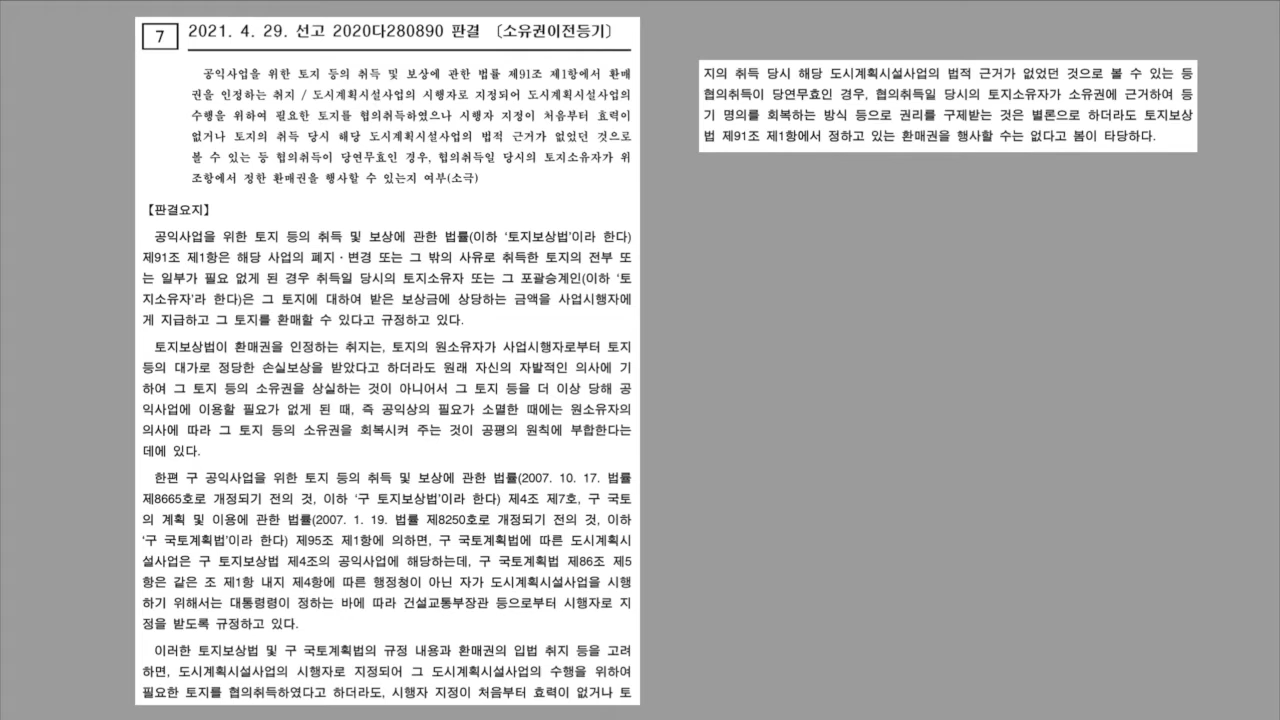 7
2021. 4. 29. 선고 2020다280890 판결 〔소유권이전등기〕
공익사업을 위한 토지 등의 취득 및 보상에 관한 법률 제91조 제1항에서 환매
권을 인정하는 취지 / 도시계획시설사업의 시행자로 지정되어 도시계획시설사업의
수행을 위하여 필요한 토지를 협의취득하였으나 시행자 지정이 처음부터 효력이
없거나 토지의 취득 당시 해당 도시계획시설사업의 법적 근거가 없었던 것으로
볼 수 있는 등 협의취득이 당연무효인 경우, 협의취득일 당시의 토지소유자가 위
조항에서 정한 환매권을 행사할 수 있는지 여부(소극)
【판결요지】
공익사업을 위한 토지 등의 취득 및 보상에 관한 법률(이하 ‘토지보상법’이라 한다)
제91조 제1항은 해당 사업의 폐지·변경 또는 그 밖의 사유로 취득한 토지의 전부 또
는 일부가 필요 없게 된 경우 취득일 당시의 토지소유자 또는 그 포괄승계인(이하 ‘토
지소유자’라 한다)은 그 토지에 대하여 받은 보상금에 상당하는 금액을 사업시행자에
게 지급하고 그 토지를 환매할 수 있다고 규정하고 있다.
토지보상법이 환매권을 인정하는 취지는, 토지의 원소유자가 사업시행자로부터 토지
등의 대가로 정당한 손실보상을 받았다고 하더라도 원래 자신의 자발적인 의사에 기
하여 그 토지 등의 소유권을 상실하는 것이 아니어서 그 토지 등을 더 이상 당해 공
익사업에 이용할 필요가 없게 된 때, 즉 공익상의 필요가 소멸한 때에는 원소유자의
의사에 따라 그 토지 등의 소유권을 회복시켜 주는 것이 공평의 원칙에 부합한다는
데에 있다.
한편 구 공익사업을 위한 토지 등의 취득 및 보상에 관한 법률(2007. 10. 17. 법률
제8665호로 개정되기 전의 것, 이하 ‘구 토지보상법’이라 한다) 제4조 제7호, 구 국토
의 계획 및 이용에 관한 법률(2007. 1. 19. 법률 제8250호로 개정되기 전의 것, 이하
‘구 국토계획법’이라 한다) 제95조 제1항에 의하면, 구 국토계획법에 따른 도시계획시
설사업은 구 토지보상법 제4조의 공익사업에 해당하는데, 구 국토계획법 제86조 제5
항은 같은 조 제1항 내지 제4항에 따른 행정청이 아닌 자가 도시계획시설사업을 시행
하기 위해서는 대통령령이 정하는 바에 따라 건설교통부장관 등으로부터 시행자로 지
정을 받도록 규정하고 있다.
이러한 토지보상법 및 구 국토계획법의 규정 내용과 환매권의 입법 취지 등을 고려
하면, 도시계획시설사업의 시행자로 지정되어 그 도시계획시설사업의 수행을 위하여
필요한 토지를 협의취득하였다고 하더라도, 시행자 지정이 처음부터 효력이 없거나 토
지의 취득 당시 해당 도시계획시설사업의 법적 근거가 없었던 것으로 볼 수 있는 등
협의취득이 당연무효인 경우, 협의취득일 당시의 토지소유자가 소유권에 근거하여 등
기 명의를 회복하는 방식 등으로 권리를 구제받는 것은 별론으로 하더라도 토지보상
법 제91조 제1항에서 정하고 있는 환매권을 행사할 수는 없다고 봄이 타당하다.